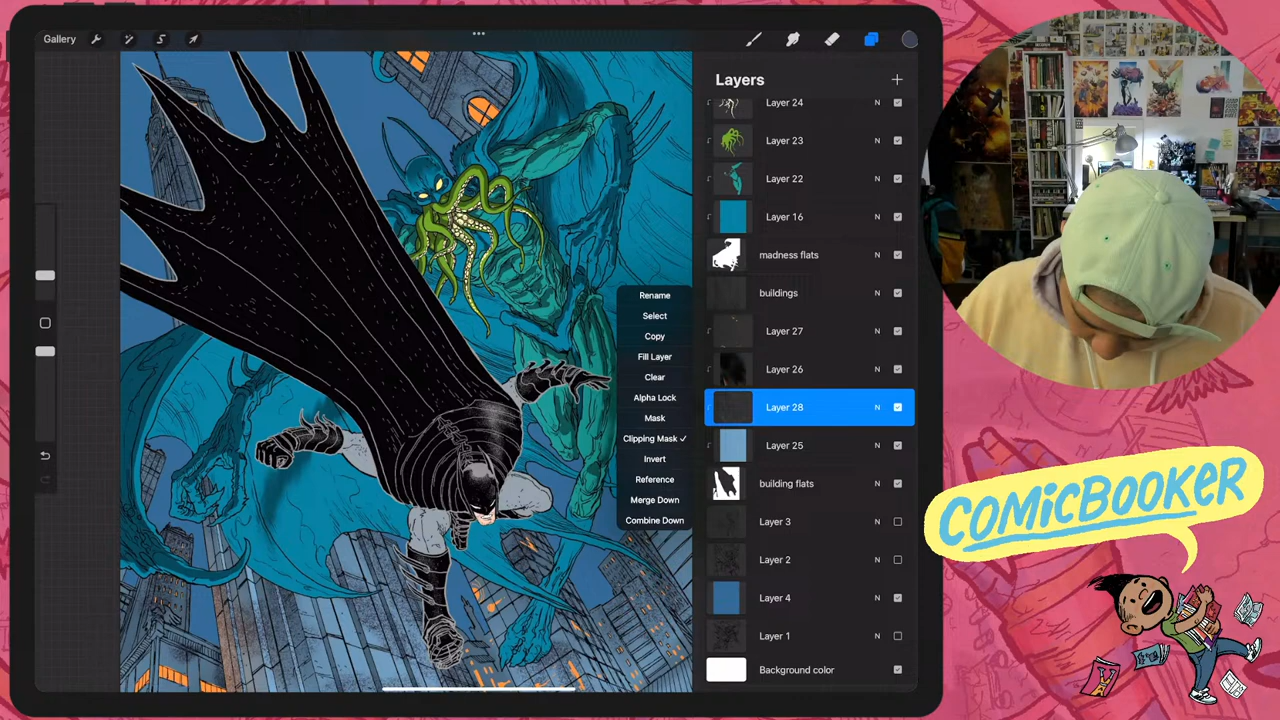 Gallery
Layers
Layer 24
N
Layer 23
N
Layer 22
N
Layer 16
N
madness flats
N
buildings
N
Layer 27
N
Layer 26
N
Layer 28
N
Layer 25
N
building flats
N
Layer 3
N
Layer 2
N
Layer 4
N
Layer 1
N
Background color
Rename
Select
Copy
Fill Layer
Clear
Alpha Lock
Mask
Clipping Mask ✓
Invert
Reference
Merge Down
Combine Down
COMiCBOOKER